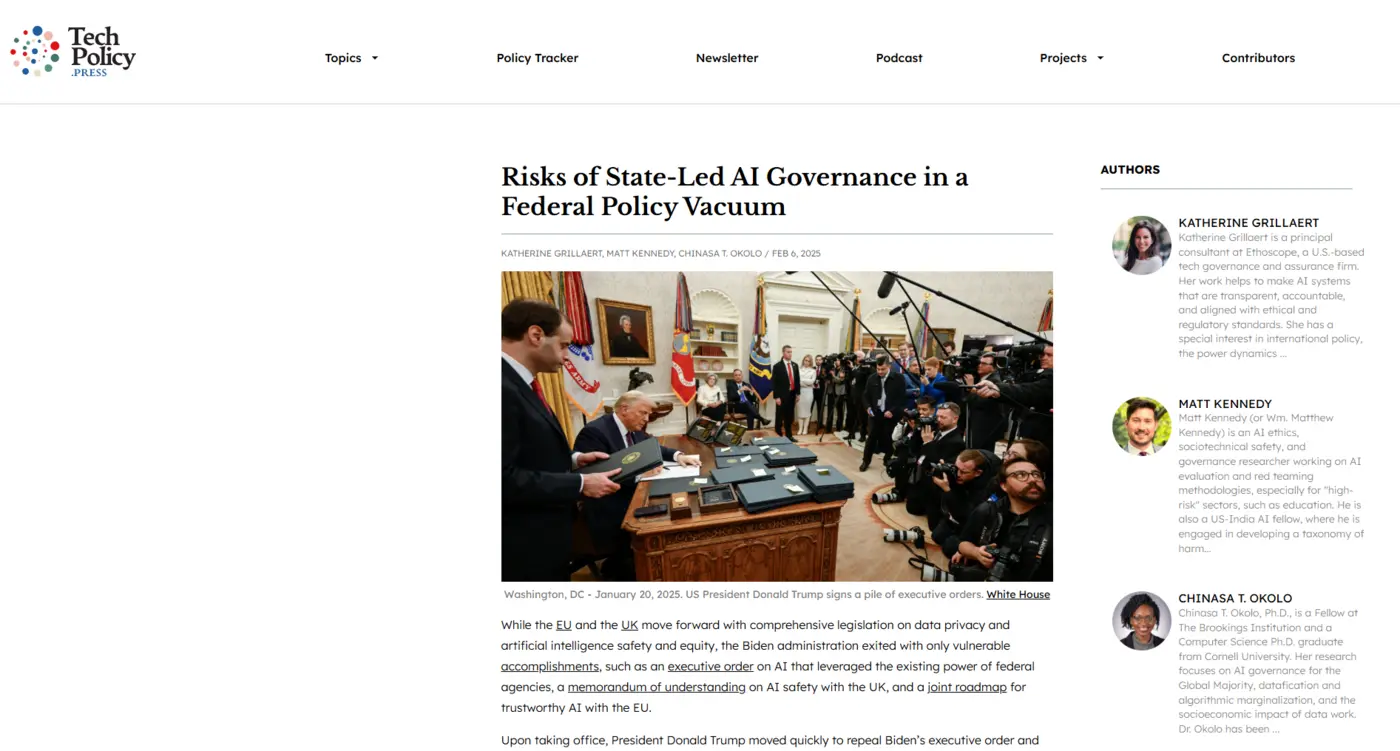 Tech
Policy
.PRESS
Topics
Policy Tracker
Newsletter
Podcast
Projects
Contributors
Risks of State-Led AI Governance in a
Federal Policy Vacuum
KATHERINE GRILLAERT, MATT KENNEDY, CHINASA T. OKOLO / FEB 6, 2025
Washington, DC - January 20, 2025. US President Donald Trump signs a pile of executive orders. White House
While the EU and the UK move forward with comprehensive legislation on data privacy and
artificial intelligence safety and equity, the Biden administration exited with only vulnerable
accomplishments, such as an executive order on AI that leveraged the existing power of federal
agencies, a memorandum of understanding on AI safety with the UK, and a joint roadmap for
trustworthy AI with the EU.
Upon taking office, President Donald Trump moved quickly to repeal Biden's executive order and
AUTHORS
KATHERINE GRILLAERT
Katherine Grillaert is a principal
consultant at Ethoscope, a U.S.-based
tech governance and assurance firm.
Her work helps to make AI systems
that are transparent, accountable,
and aligned with ethical and
regulatory standards. She has a
special interest in international policy,
the power dynamics ...
MATT KENNEDY
Matt Kennedy (or Wm. Matthew
Kennedy) is an AI ethics,
sociotechnical safety, and
governance researcher working on AI
evaluation and red teaming
methodologies, especially for "high-
risk" sectors, such as education. He is
also a US-India AI fellow, where he is
engaged in developing a taxonomy of
harm...
CHINASA T. OKOLO
Chinasa T. Okolo, Ph.D., is a Fellow at
The Brookings Institution and a
Computer Science Ph.D. graduate
from Cornell University. Her research
focuses on AI governance for the
Global Majority, datafication and
algorithmic marginalization, and the
socioeconomic impact of data work.
Dr. Okolo has been ...